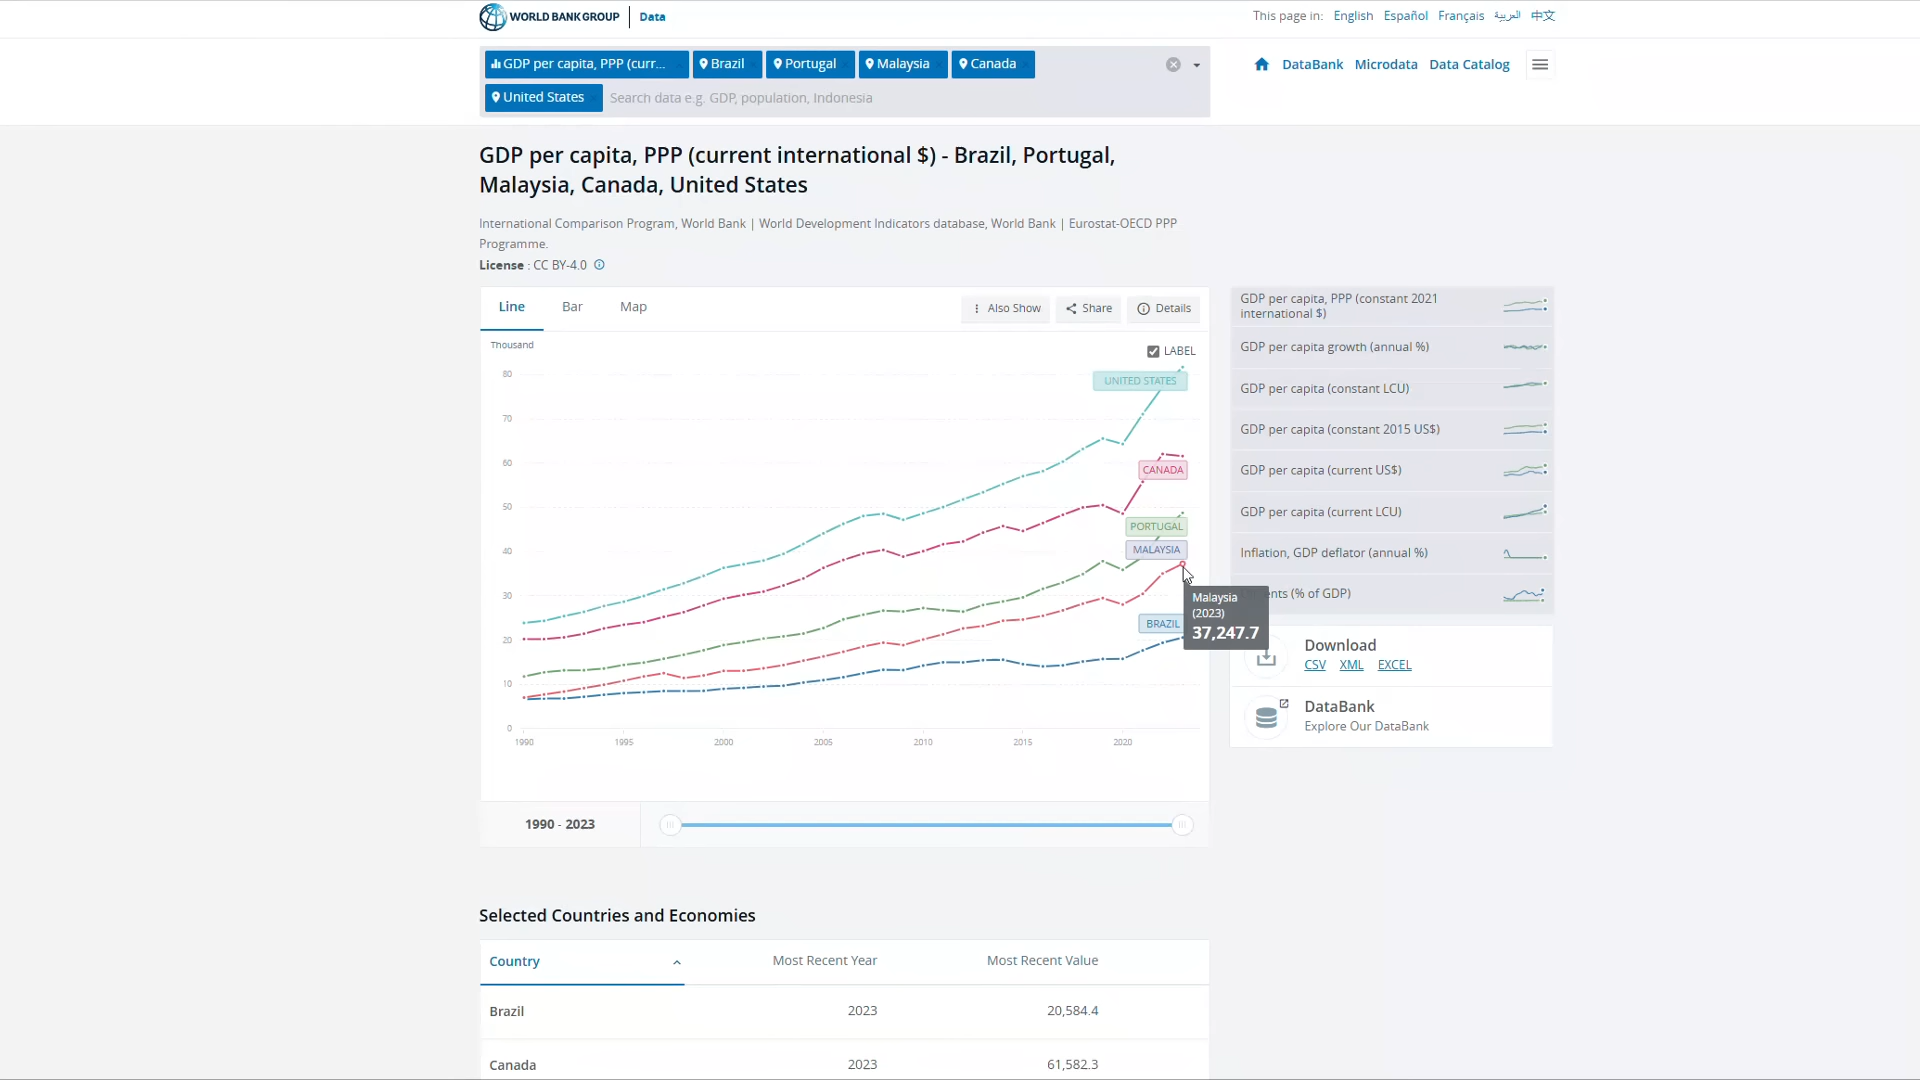 WORLD BANK GROUP
Data
This page in: English Español Français العربية 中文
GDP per capita, PPP (curr...
Brazil
Portugal
Malaysia
Canada
United States
Search data e.g. GDP, population, Indonesia
DataBank Microdata Data Catalog
GDP per capita, PPP (current international $) - Brazil, Portugal,
Malaysia, Canada, United States
International Comparison Program, World Bank | World Development Indicators database, World Bank | Eurostat-OECD PPP
Programme.
License : CC BY-4.0
Line Bar Map
Also Show
Share
Details
Thousand
LABEL
80
70
60
50
40
30
20
10
0
UNITED STATES
CANADA
PORTUGAL
MALAYSIA
BRAZIL
Malaysia
(2023)
37,247.7
1990 1995 2000 2005 2010 2015 2020
1990 - 2023
GDP per capita, PPP (constant 2021
international $)
GDP per capita growth (annual %)
GDP per capita (constant LCU)
GDP per capita (constant 2015 US$)
GDP per capita (current US$)
GDP per capita (current LCU)
Inflation, GDP deflator (annual %)
(% of GDP)
Download
CSV XML EXCEL
DataBank
Explore Our DataBank
Selected Countries and Economies
Country Most Recent Year Most Recent Value
Brazil 2023 20,584.4
Canada 2023 61,582.3